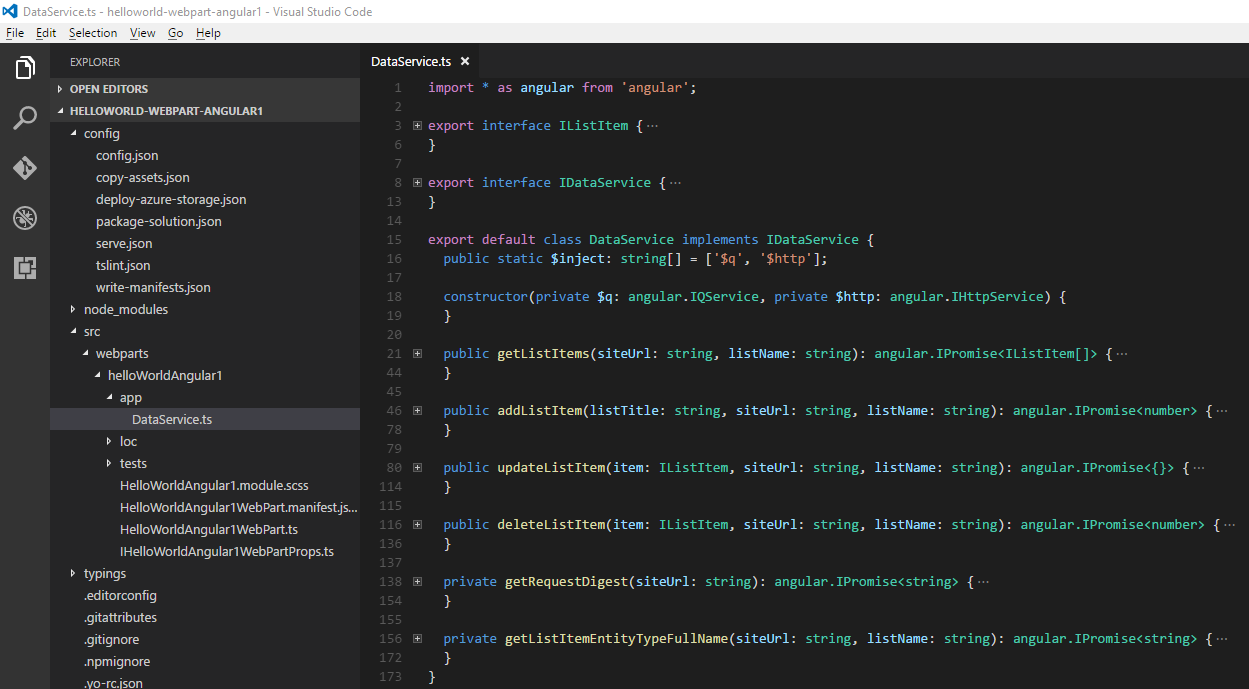 DataService.ts - helloworld-webpart-angular1 - Visual Studio Code
File Edit Selection View Go Help
EXPLORER
OPEN EDITORS
HELLOWORLD-WEBPART-ANGULAR1
config
config.json
copy-assets.json
deploy-azure-storage.json
package-solution.json
serve.json
tslint.json
write-manifests.json
node_modules
src
webparts
helloWorldAngular1
app
DataService.ts
loc
tests
HelloWorldAngular1.module.scss
HelloWorldAngular1WebPart.manifest.js...
HelloWorldAngular1WebPart.ts
IHelloWorldAngular1WebPartProps.ts
typings
.editorconfig
.gitattributes
.gitignore
.npmignore
.yo-rc.json
DataService.ts ×
1 import * as angular from 'angular';
2
3 export interface IListItem { ...
6 }
7
8 export interface IDataService { ...
13 }
14
15 export default class DataService implements IDataService {
16 public static $inject: string[] = ['$q', '$http'];
17
18 constructor(private $q: angular.IQService, private $http: angular.IHttpService) {
19 }
20
21 public getListItems(siteUrl: string, listName: string): angular.IPromise<IListItem[]> { ...
44 }
45
46 public addListItem(listTitle: string, siteUrl: string, listName: string): angular.IPromise<number> { ...
78 }
79
80 public updateListItem(item: IListItem, siteUrl: string, listName: string): angular.IPromise<{}> { ...
114 }
115
116 public deleteListItem(item: IListItem, siteUrl: string, listName: string): angular.IPromise<number> { ...
136 }
137
138 private getRequestDigest(siteUrl: string): angular.IPromise<string> { ...
154 }
155
156 private getListItemEntityTypeFullName(siteUrl: string, listName: string): angular.IPromise<string> { ...
172 }
173 }